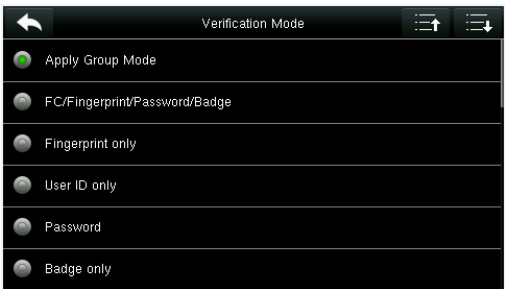 Verification Mode
Apply Group Mode
FC/Fingerprint/Password/Badge
Fingerprint only
User ID only
Password
Badge only